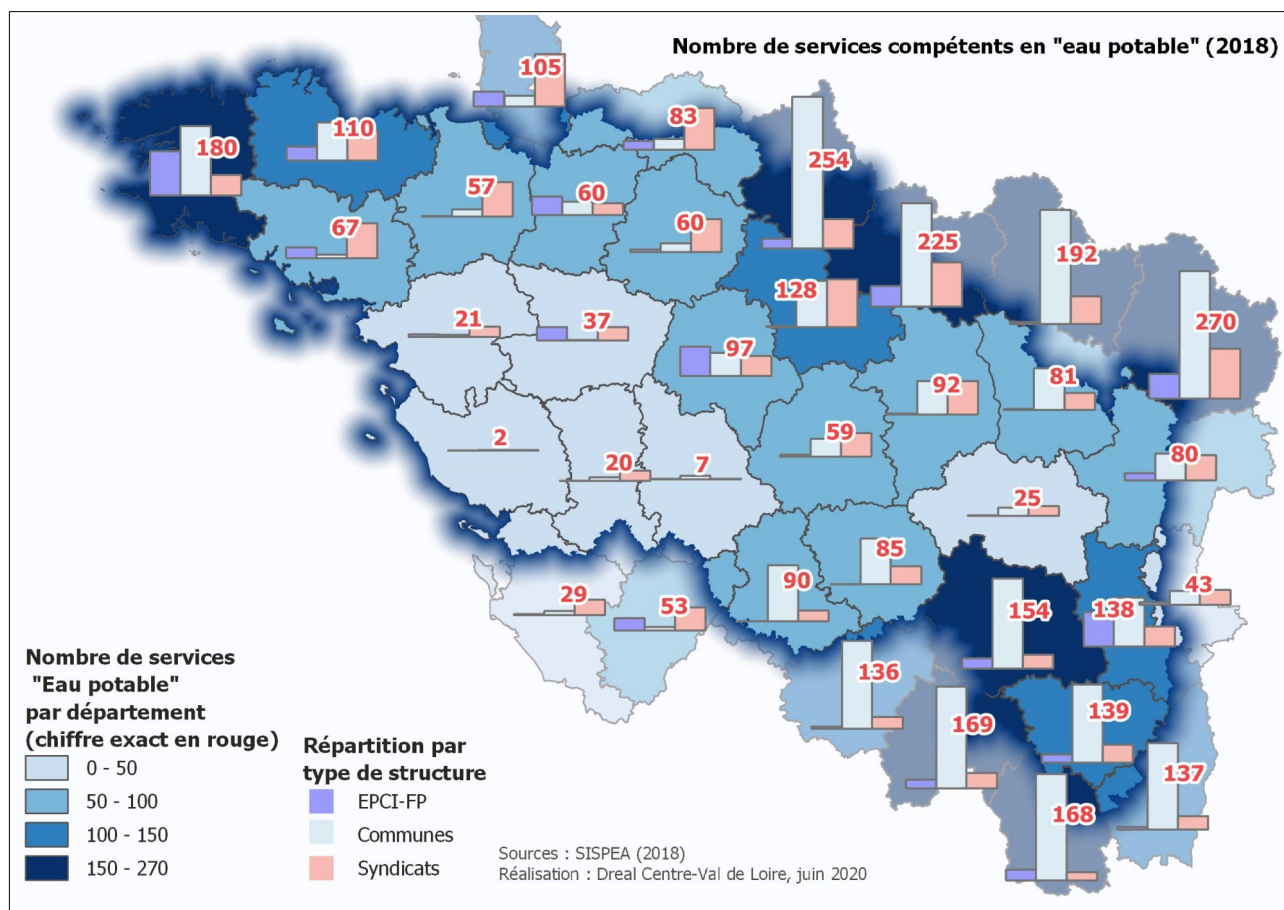 Nombre de services compétents en "eau potable" (2018)
105
83
180
110
254
57
60
60
67
225
192
128
270
21
37
97
92
81
2
20
7
59
80
25
29
53
90
85
154
138
43
136
169
139
137
168
Nombre de services
"Eau potable"
par département
(chiffre exact en rouge)
0 - 50
50 - 100
100 - 150
150 - 270
Répartition par
type de structure
EPCI-FP
Communes
Syndicats
Sources : SISPEA (2018)
Réalisation : Dreal Centre-Val de Loire, juin 2020